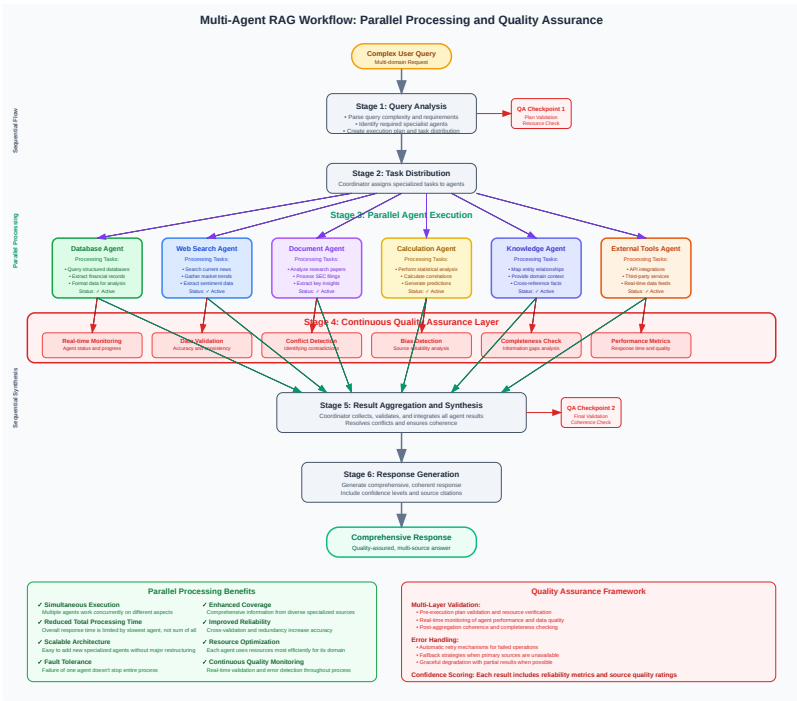 Multi-Agent RAG Workflow: Parallel Processing and Quality Assurance
Complex User Query
Multi-domain Request
Sequential Flow
Stage 1: Query Analysis
• Parse query complexity and requirements
• Identify required specialist agents
• Create execution plan and task distribution
QA Checkpoint 1
Plan Validation
Resource Check
Stage 2: Task Distribution
Coordinator assigns specialized tasks to agents
Parallel Processing
Stage 3: Parallel Agent Execution
Database Agent
Processing Tasks:
• Query structured databases
• Extract financial records
• Format data for analysis
Status: ✓ Active
Web Search Agent
Processing Tasks:
• Search current news
• Gather market trends
• Extract sentiment data
Status: ✓ Active
Document Agent
Processing Tasks:
• Analyze research papers
• Process SEC filings
• Extract key insights
Status: ✓ Active
Calculation Agent
Processing Tasks:
• Perform statistical analysis
• Calculate correlations
• Generate predictions
Status: ✓ Active
Knowledge Agent
Processing Tasks:
• Map entity relationships
• Provide domain context
• Cross-reference facts
Status: ✓ Active
External Tools Agent
Processing Tasks:
• API integrations
• Third-party services
• Real-time data feeds
Status: ✓ Active
Stage 4: Continuous Quality Assurance Layer
Real-time Monitoring
Agent status and progress
Data Validation
Accuracy and consistency
Conflict Detection
Identifying contradictions
Bias Detection
Source reliability analysis
Completeness Check
Information gaps analysis
Performance Metrics
Response time and quality
Sequential Synthesis
Stage 5: Result Aggregation and Synthesis
Coordinator collects, validates, and integrates all agent results
Resolves conflicts and ensures coherence
QA Checkpoint 2
Final Validation
Coherence Check
Stage 6: Response Generation
Generate comprehensive, coherent response
Include confidence levels and source citations
Comprehensive Response
Quality-assured, multi-source answer
Parallel Processing Benefits
✓ Simultaneous Execution
Multiple agents work concurrently on different aspects
✓ Reduced Total Processing Time
Overall response time is limited by slowest agent, not sum of all
✓ Scalable Architecture
Easy to add new specialized agents without major restructuring
✓ Fault Tolerance
Failure of one agent doesn't stop entire process
✓ Enhanced Coverage
Comprehensive information from diverse specialized sources
✓ Improved Reliability
Cross-validation and redundancy increase accuracy
✓ Resource Optimization
Each agent uses resources most efficiently for its domain
✓ Continuous Quality Monitoring
Real-time validation and error detection throughout process
Quality Assurance Framework
Multi-Layer Validation:
• Pre-execution plan validation and resource verification
• Real-time monitoring of agent performance and data quality
• Post-aggregation coherence and completeness checking
Error Handling:
• Automatic retry mechanisms for failed operations
• Fallback strategies when primary sources are unavailable
• Graceful degradation with partial results when possible
Confidence Scoring: Each result includes reliability metrics and source quality ratings